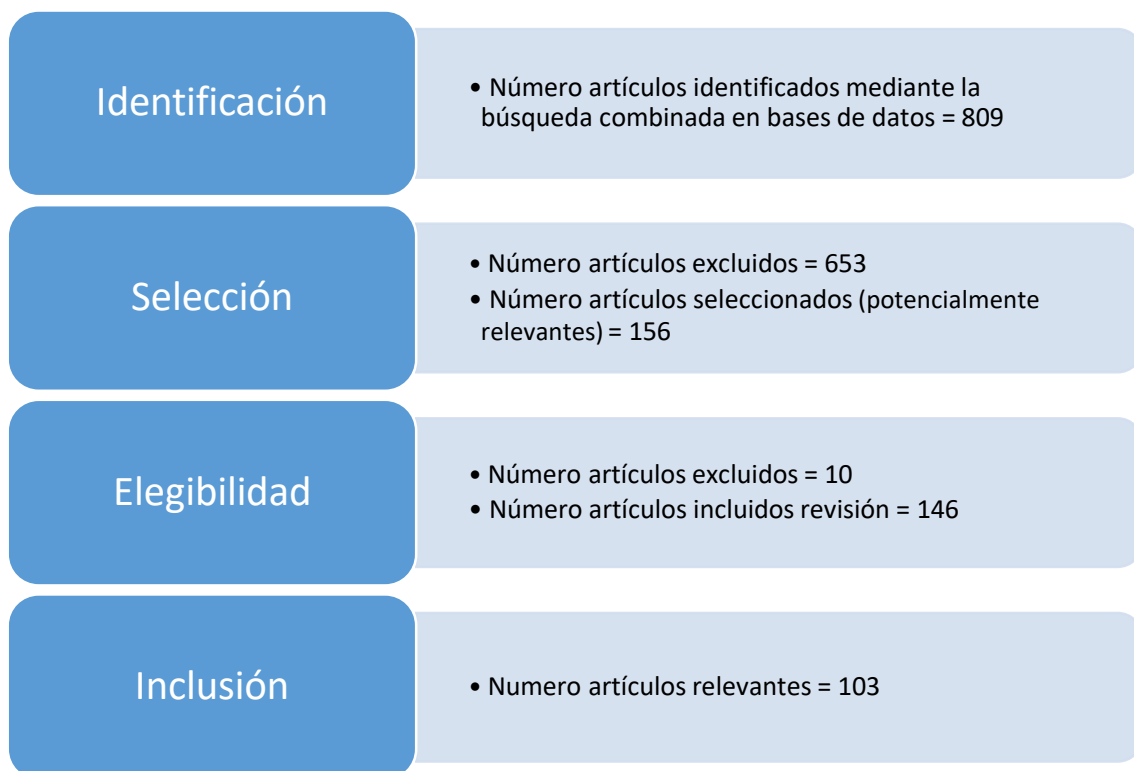 Identificación
• Número artículos identificados mediante la
búsqueda combinada en bases de datos = 809
Selección
• Número artículos excluidos = 653
• Número artículos seleccionados (potencialmente
relevantes) = 156
Elegibilidad
• Número artículos excluidos = 10
• Número artículos incluidos revisión = 146
Inclusión
• Numero artículos relevantes = 103